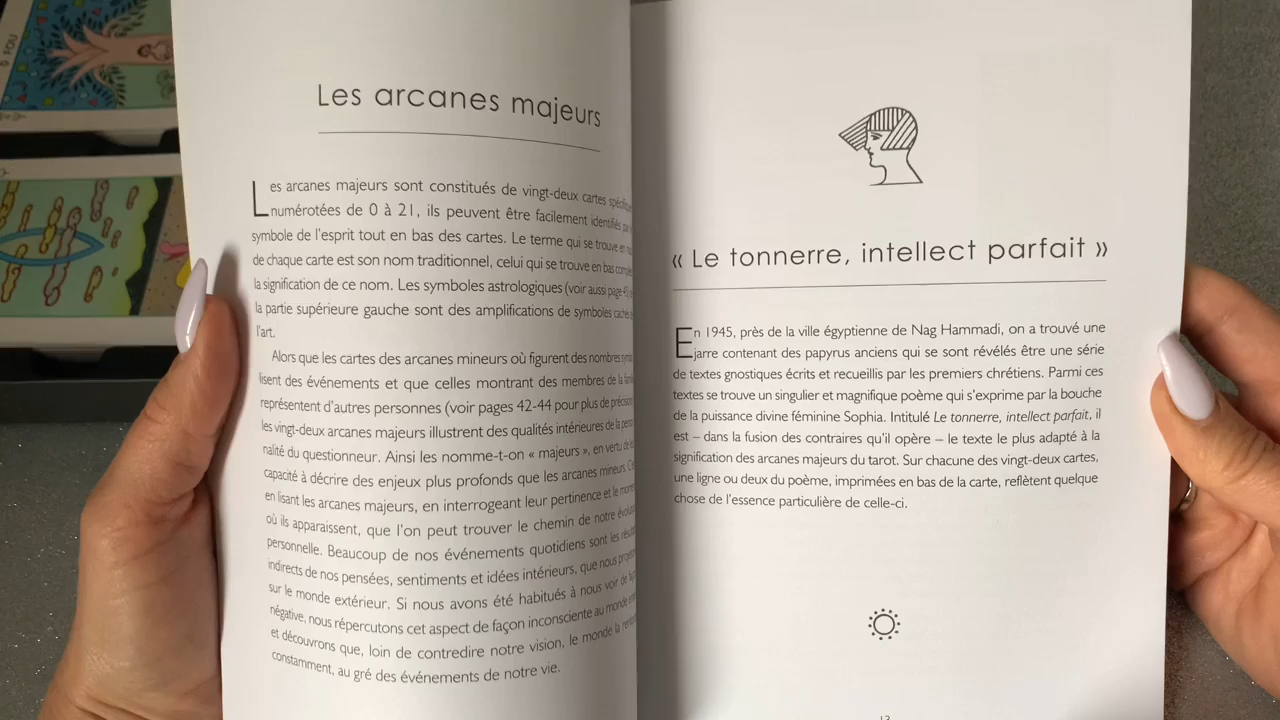 FOU
Les arcanes majeurs
Les arcanes majeurs sont constitués de vingt-deux cartes
numérotées de 0 à 21, ils peuvent être facilement identifiés
symbole de l'esprit tout en bas des cartes. Le terme qui se trouve en
de chaque carte est son nom traditionnel, celui qui se trouve en bas
la signification de ce nom. Les symboles astrologiques (voir aussi page
la partie supérieure gauche sont des amplifications de symboles cachés
l'art.
Alors que les cartes des arcanes mineurs où figurent des nombres
lisent des événements et que celles montrant des membres de la
représentent d'autres personnes (voir pages 42-44 pour plus de
les vingt-deux arcanes majeurs illustrent des qualités intérieures de la
nalité du questionneur. Ainsi les nomme-t-on « majeurs », en vertu de
capacité à décrire des enjeux plus profonds que les arcanes mineurs.
en lisant les arcanes majeurs, en interrogeant leur pertinence et le
où ils apparaissent, que l'on peut trouver le chemin de notre
personnelle. Beaucoup de nos événements quotidiens sont les
indirects de nos pensées, sentiments et idées intérieurs, que nous
sur le monde extérieur. Si nous avons été habitués à nous voir de
négative, nous répercutons cet aspect de façon inconsciente au monde
et découvrons que, loin de contredire notre vision, le monde la
constamment, au gré des événements de notre vie.
« Le tonnerre, intellect parfait »
En 1945, près de la ville égyptienne de Nag Hammadi, on a trouvé une
jarre contenant des papyrus anciens qui se sont révélés être une série
de textes gnostiques écrits et recueillis par les premiers chrétiens. Parmi ces
textes se trouve un singulier et magnifique poème qui s'exprime par la bouche
de la puissance divine féminine Sophia. Intitulé Le tonnerre, intellect parfait, il
est – dans la fusion des contraires qu'il opère – le texte le plus adapté à la
signification des arcanes majeurs du tarot. Sur chacune des vingt-deux cartes,
une ligne ou deux du poème, imprimées en bas de la carte, reflètent quelque
chose de l'essence particulière de celle-ci.